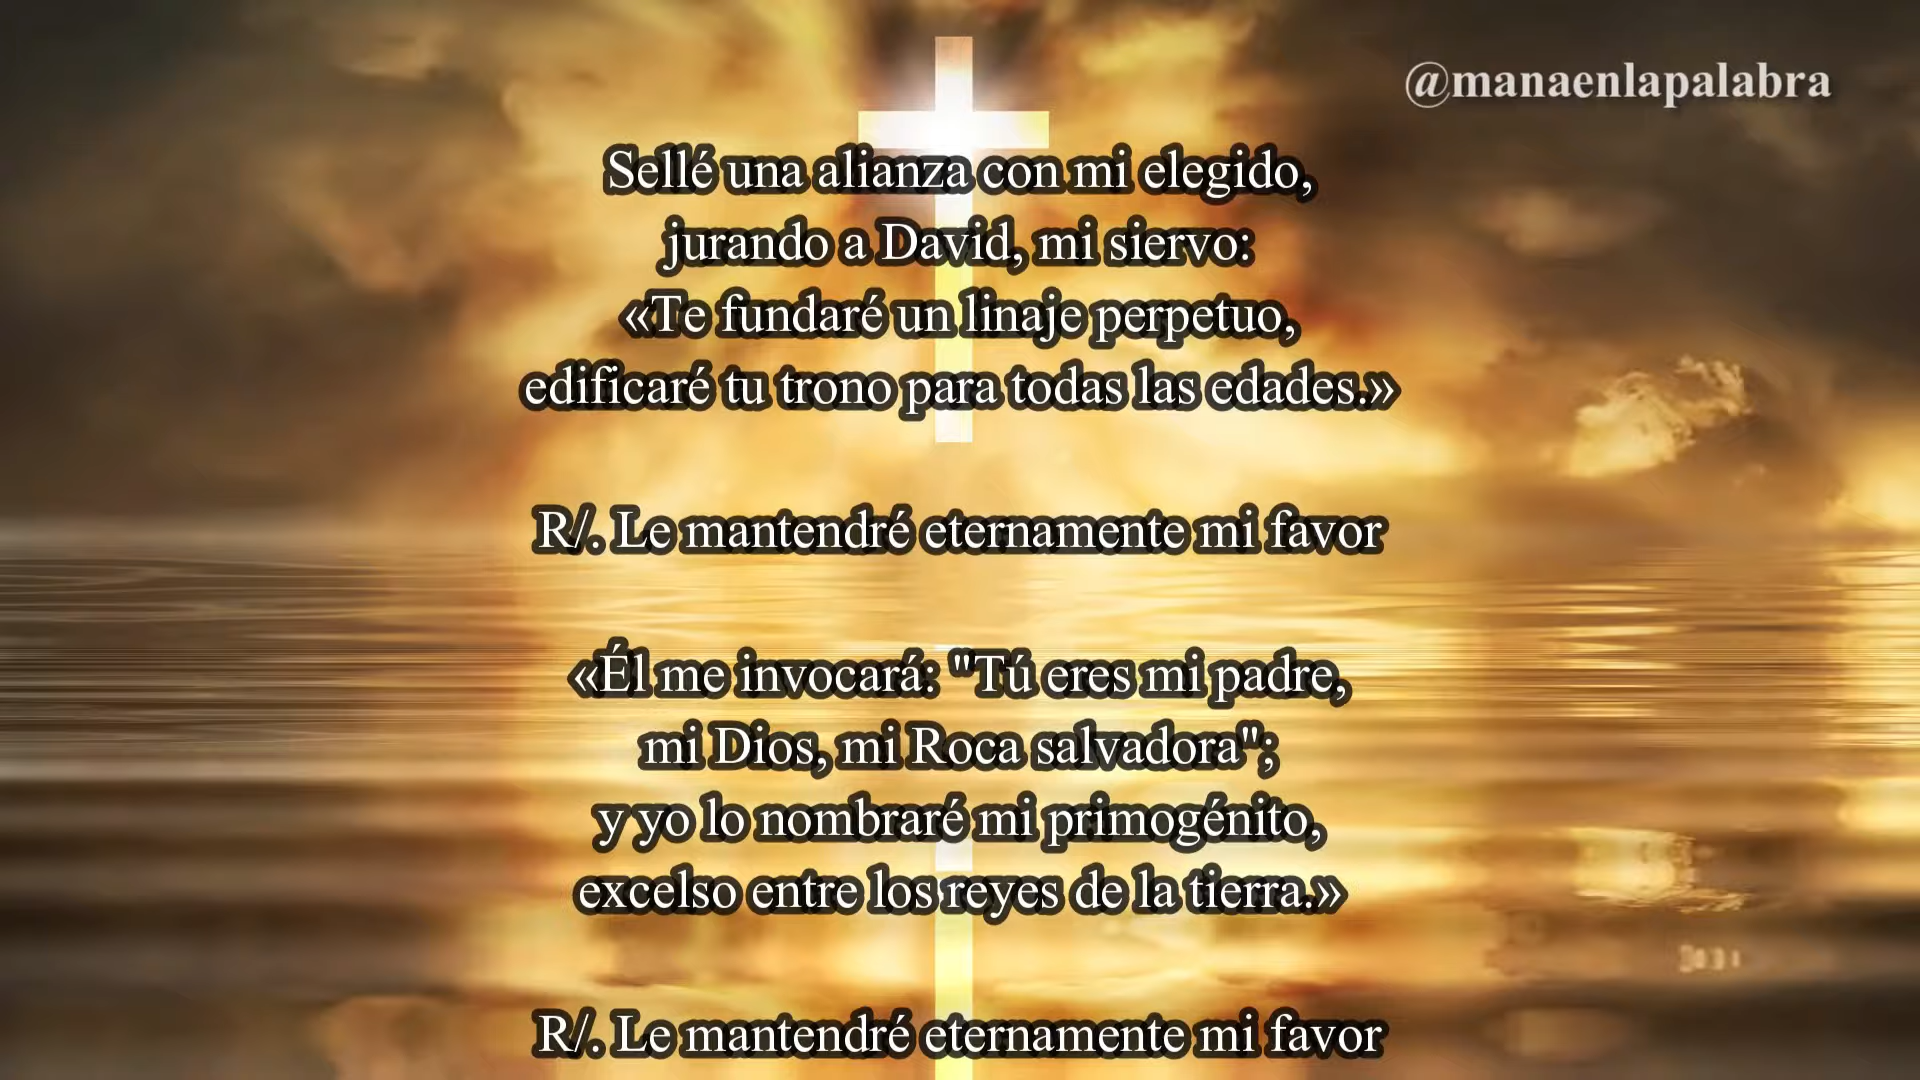 @manaenlapalabra
Sellé una alianza con mi elegido,
jurando a David, mi siervo:
«Te fundaré un linaje perpetuo,
edificaré tu trono para todas las edades.»
R/. Le mantendré eternamente mi favor
«Él me invocará: "Tú eres mi padre,
mi Dios, mi Roca salvadora";
y yo lo nombraré mi primogénito,
excelso entre los reyes de la tierra.»
R/. Le mantendré eternamente mi favor